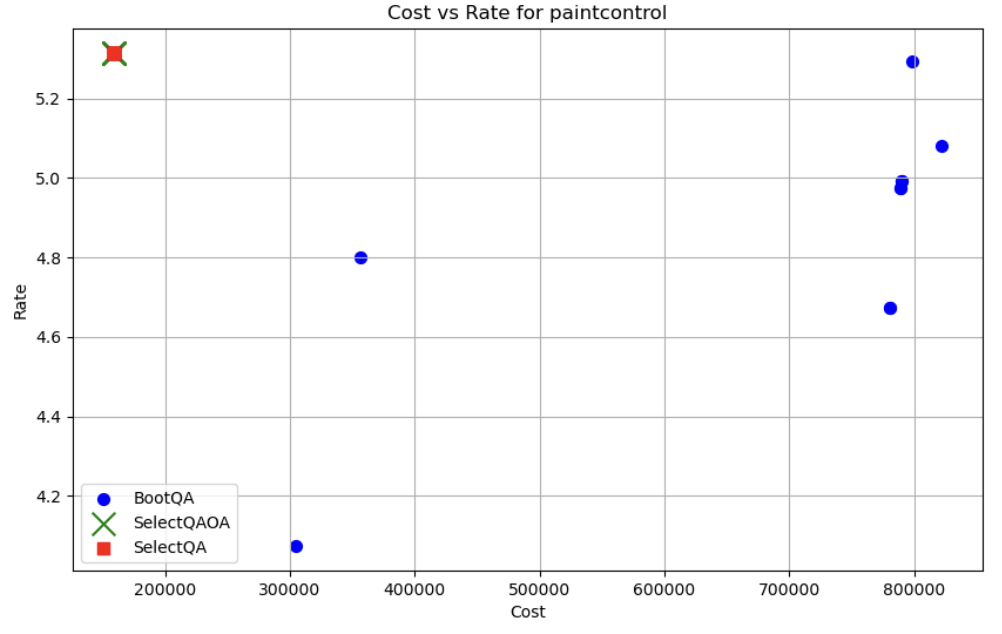 Cost vs Rate for paintcontrol
Rate
5.2
5.0
4.8
4.6
4.4
4.2
BootQA
SelectQAOA
SelectQA
200000
300000
400000
500000
600000
700000
800000
Cost